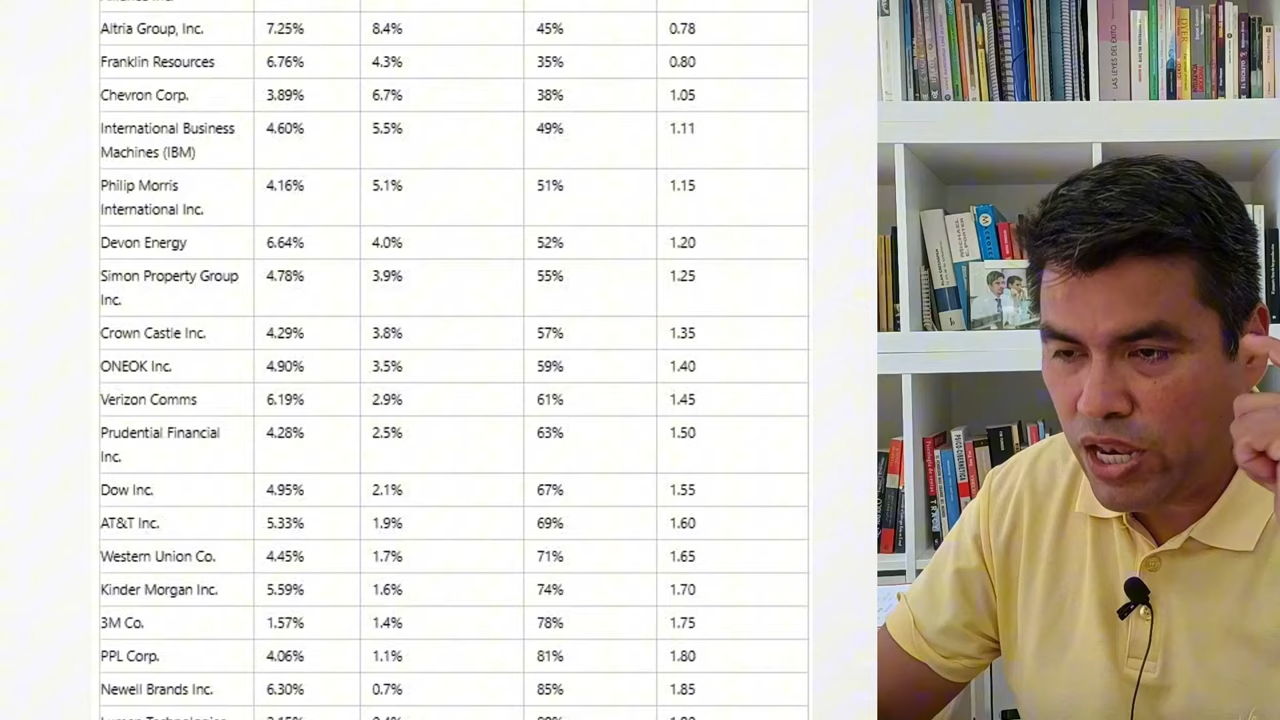 Altria Group, Inc. 7.25% 8.4% 45% 0.78
Franklin Resources 6.76% 4.3% 35% 0.80
Chevron Corp. 3.89% 6.7% 38% 1.05
International Business 4.60% 5.5% 49% 1.11
Machines (IBM)
Philip Morris 4.16% 5.1% 51% 1.15
International Inc.
Devon Energy 6.64% 4.0% 52% 1.20
Simon Property Group 4.78% 3.9% 55% 1.25
Inc.
Crown Castle Inc. 4.29% 3.8% 57% 1.35
ONEOK Inc. 4.90% 3.5% 59% 1.40
Verizon Comms 6.19% 2.9% 61% 1.45
Prudential Financial 4.28% 2.5% 63% 1.50
Inc.
Dow Inc. 4.95% 2.1% 67% 1.55
AT&T Inc. 5.33% 1.9% 69% 1.60
Western Union Co. 4.45% 1.7% 71% 1.65
Kinder Morgan Inc. 5.59% 1.6% 74% 1.70
3M Co. 1.57% 1.4% 78% 1.75
PPL Corp. 4.06% 1.1% 81% 1.80
Newell Brands Inc. 6.30% 0.7% 85% 1.85
LAS LEYES DEL ÉXITO
DYER
EL SECRETO
PSICO-CIBERNÉTICA